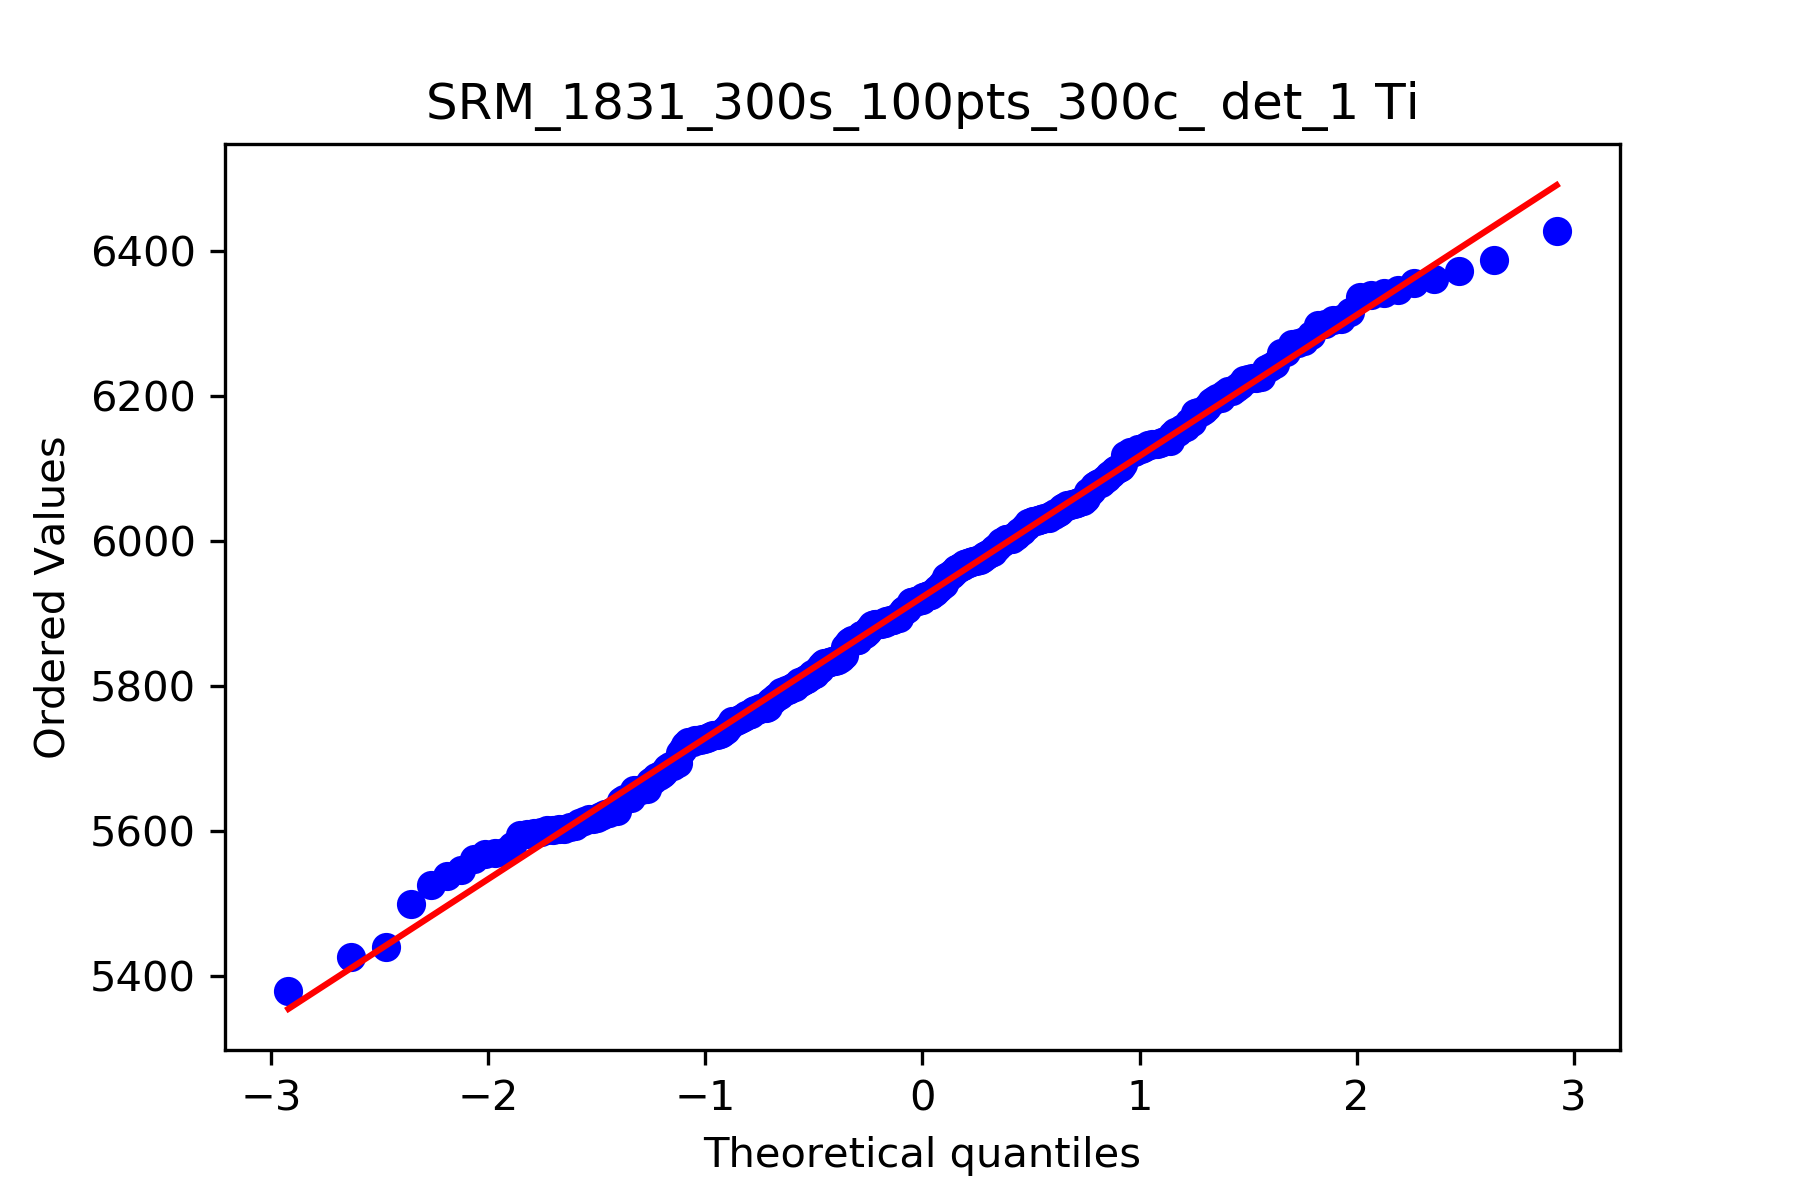 SRM_1831_300s_100pts_300c_ det_1 Ti
Ordered Values
6400
6200
6000
5800
5600
5400
−3 −2 −1 0 1 2 3
Theoretical quantiles